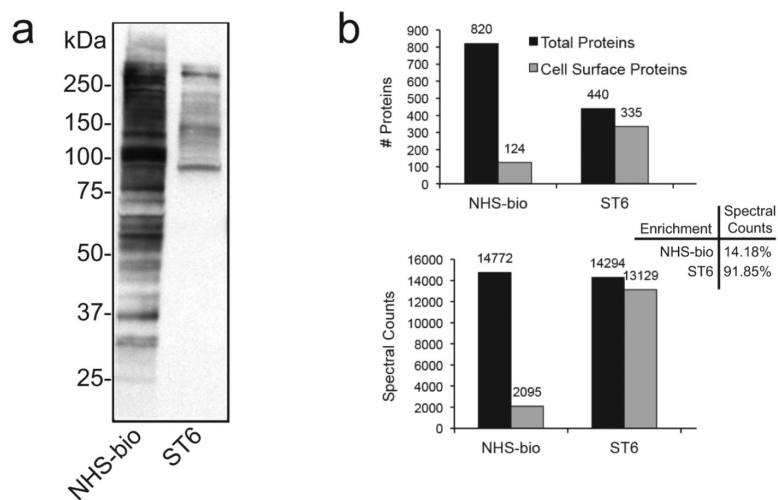 a
kDa
250-
150-
100-
75-
50-
37-
25-
NHS-bio
ST6
b
# Proteins
900
800
700
600
500
400
300
200
100
0
820
124
440
335
Total Proteins
Cell Surface Proteins
NHS-bio
ST6
Enrichment Spectral Counts
NHS-bio 14.18%
ST6 91.85%
Spectral Counts
16000
14000
12000
10000
8000
6000
4000
2000
0
14772
2095
14294
13129
NHS-bio
ST6